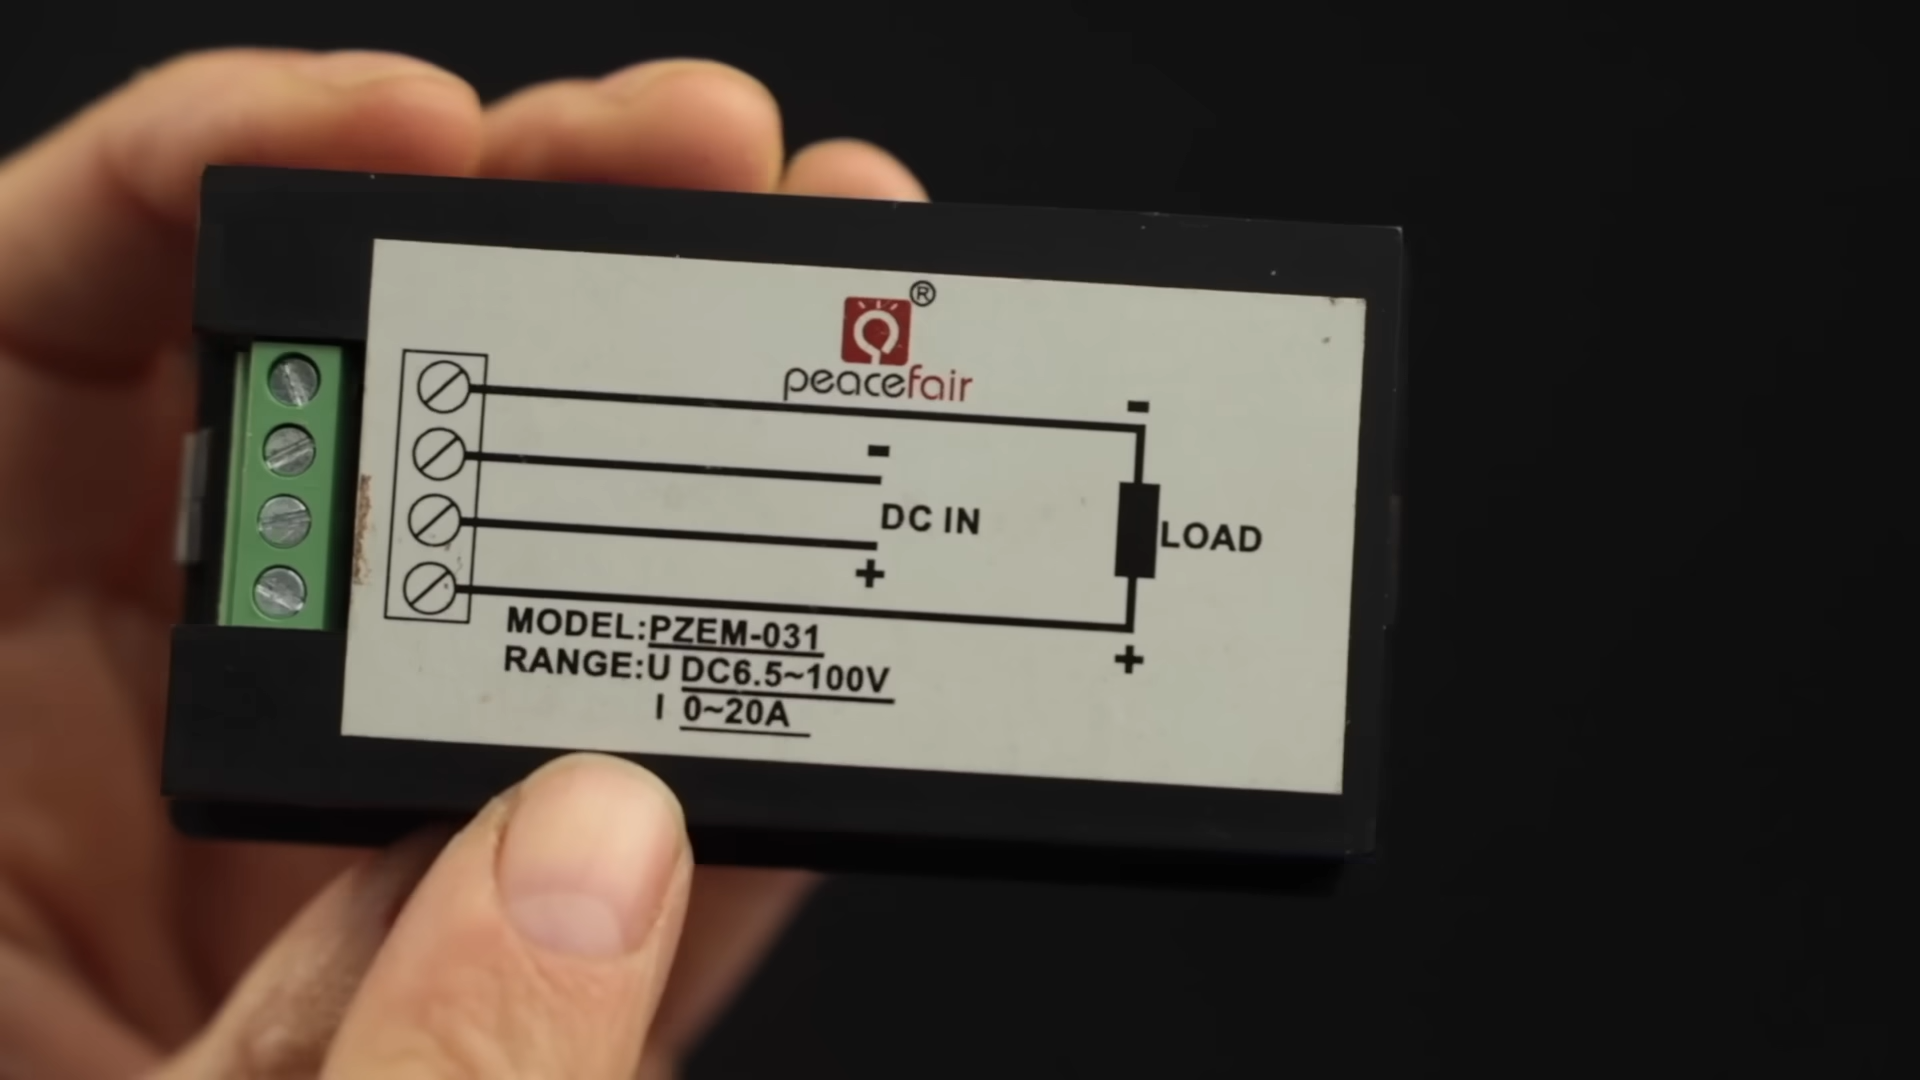 ®
peacefair
-
-
DC IN
LOAD
+
MODEL:PZEM-031
+
RANGE:U DC6.5~100V
I 0~20A